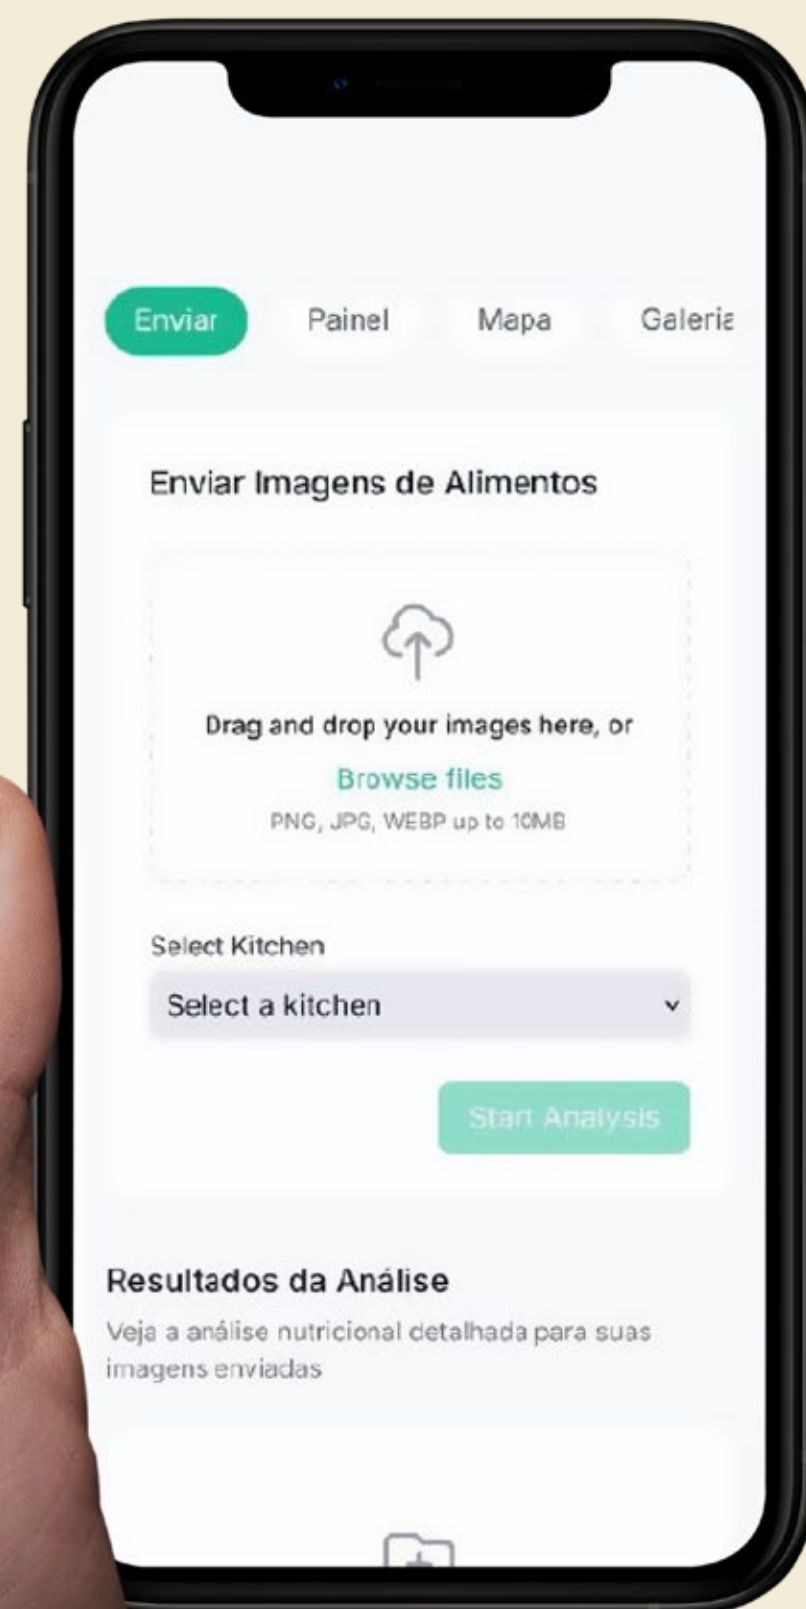 Enviar Painel Mapa Galeria
Enviar Imagens de Alimentos
Drag and drop your images here, or
Browse files
PNG, JPG, WEBP up to 10MB
Select Kitchen
Select a kitchen
Start Analysis
Resultados da Análise
Veja a análise nutricional detalhada para suas
imagens enviadas